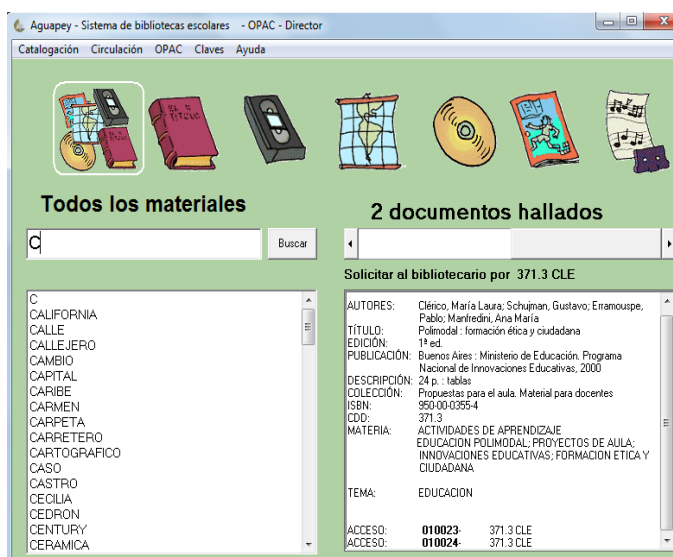 Aguapey - Sistema de bibliotecas escolares - OPAC - Director
Catalogación Circulación OPAC Claves Ayuda
Todos los materiales
2 documentos hallados
C
Buscar
Solicitar al bibliotecario por 371.3 CLE
C
CALIFORNIA
CALLE
CALLEJERO
CAMBIO
CAPITAL
CARIBE
CARMEN
CARPETA
CARRETERO
CARTOGRAFICO
CASO
CASTRO
CECILIA
CEDRON
CENTURY
CERAMICA
AUTORES: Clérico, María Laura; Schujman, Gustavo; Erramouspe,
Pablo; Manfredini, Ana María
TÍTULO: Polimodal : formación ética y ciudadana
EDICIÓN: 1ª ed.
PUBLICACIÓN: Buenos Aires : Ministerio de Educación. Programa
Nacional de Innovaciones Educativas, 2000
DESCRIPCIÓN: 24 p. : tablas
COLECCIÓN: Propuestas para el aula. Material para docentes
ISBN: 950-00-0355-4
CDD: 371.3
MATERIA: ACTIVIDADES DE APRENDIZAJE
EDUCACION POLIMODAL; PROYECTOS DE AULA;
INNOVACIONES EDUCATIVAS; FORMACION ETICA Y
CIUDADANA
TEMA: EDUCACION
ACCESO: 010023- 371.3 CLE
ACCESO: 010024- 371.3 CLE